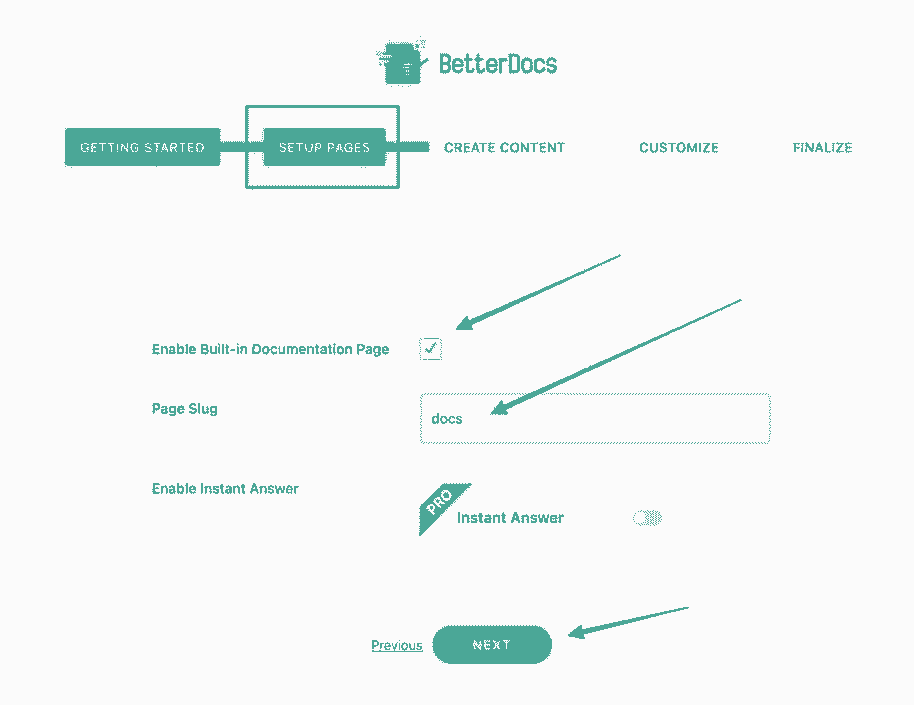 BetterDocs
GETTING STARTED SETUP PAGES CREATE CONTENT CUSTOMIZE FINALIZE
Enable Built-in Documentation Page
Page Slug docs
Enable Instant Answer
PRO Instant Answer
Previous NEXT